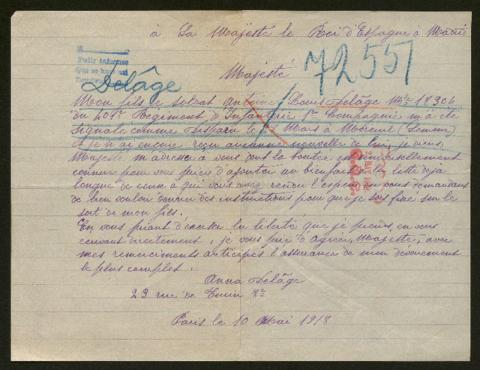 à Sa Majesté le Roi d'Espagne à Madrid
72551
Delâge
Majesté
Mon fils le soldat Antoine Louis Delâge Mle 18306
du 401e Régiment d'Infanterie 1re Compagnie m'a été
signalé comme disparu le Mars à Moreuil (Somme)
et je n'ai encore reçu aucune nouvelle de lui, je viens,
Majesté m'adresser à vous dont la bonté est universellement
connue pour vous prier d'ajouter un bienfait à la liste déjà
longue de ceux à qui vous avez rendu l'espoir en vous demandant
de bien vouloir donner des instructions pour que je sois fixée sur le
sort de mon fils.
En vous priant d'excuser la liberté que je prends en vous
écrivant directement, je vous prie d'agréer, Majesté, avec
mes remerciements anticipés l'assurance de mon dévouement
le plus complet.
Anna Delâge
29 rue de Turin
Paris le 10 Mai 1918